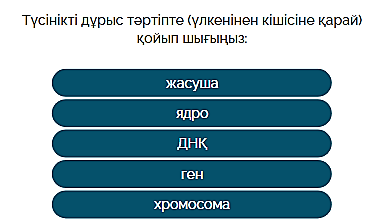 Түсінікті дұрыс тәртіпте (үлкенінен кішісіне қарай)
қойып шығыңыз:
жасуша
ядро
ДНҚ
ген
хромосома